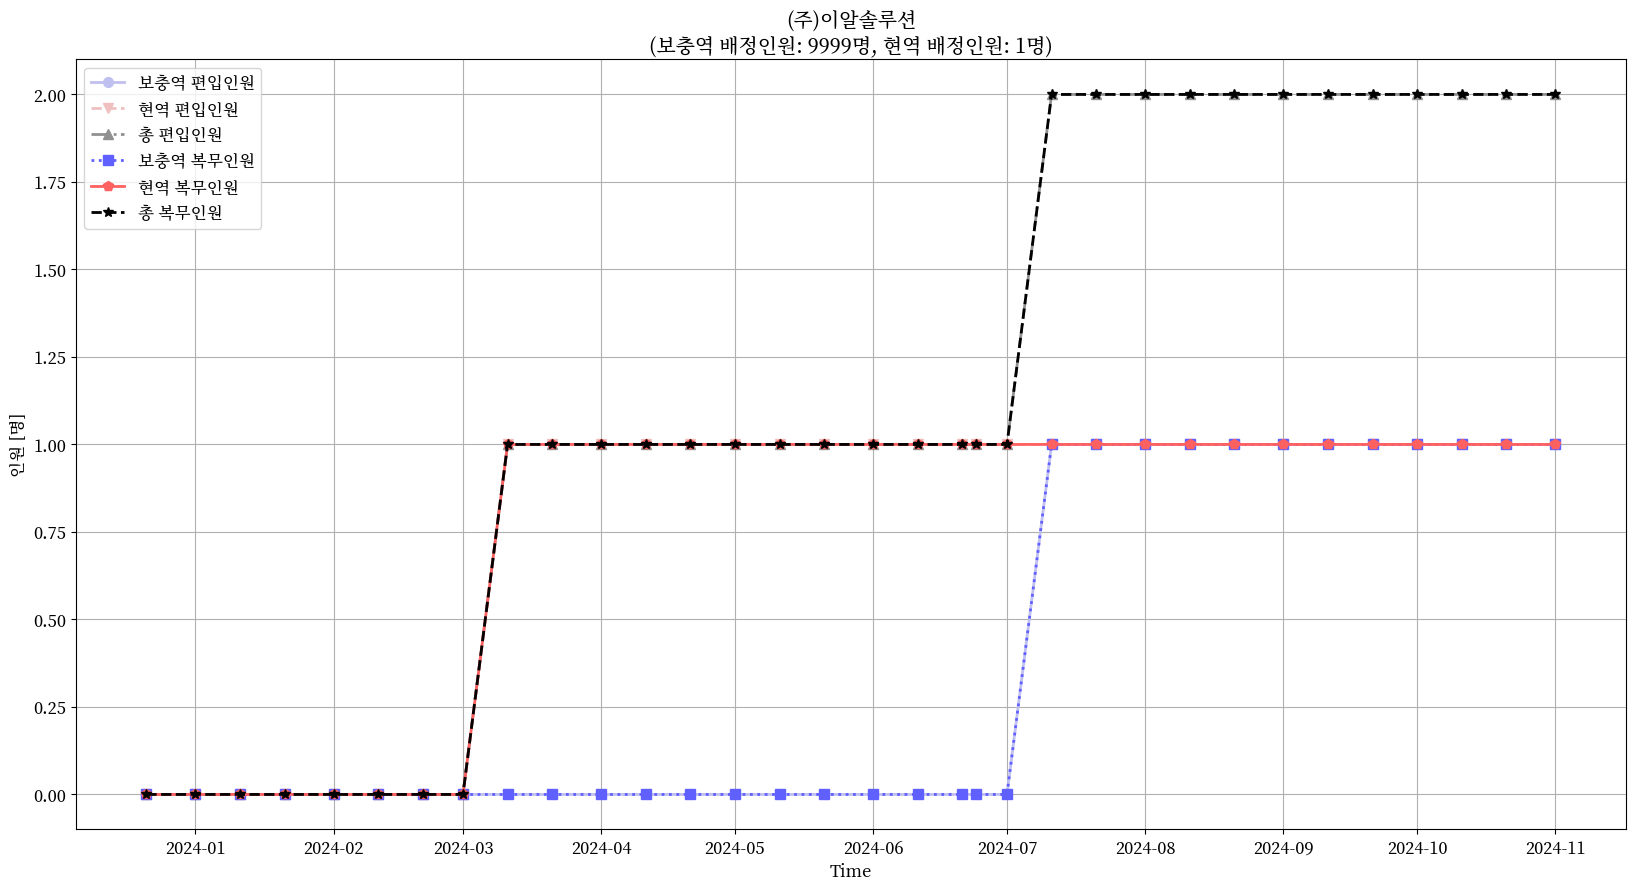 (주)이알솔루션
(보충역 배정인원: 9999명, 현역 배정인원: 1명)
보충역 편입인원
현역 편입인원
총 편입인원
보충역 복무인원
현역 복무인원
총 복무인원
2.00
1.75
1.50
1.25
1.00
0.75
0.50
0.25
0.00
인원 [명]
2024-01 2024-02 2024-03 2024-04 2024-05 2024-06 2024-07 2024-08 2024-09 2024-10 2024-11
Time